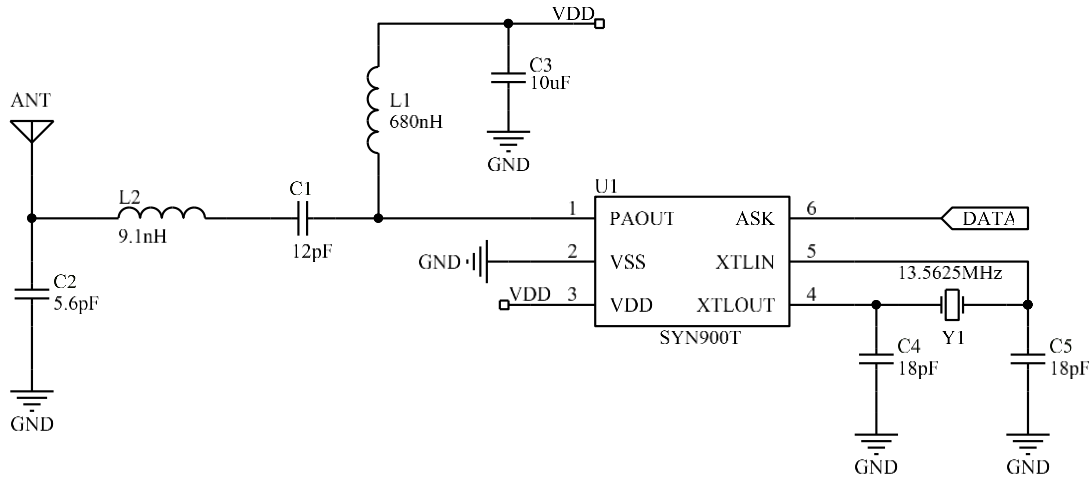 VDD
C3
10uF
GND
L1
680nH
ANT
L2
9.1nH
C1
12pF
C2
5.6pF
GND
U1
1
PAOUT
ASK
6
DATA
GND
2
VSS
XTLIN
5
13.5625MHz
VDD
3
VDD
XTLOUT
4
SYN900T
Y1
C4
18pF
C5
18pF
GND
GND